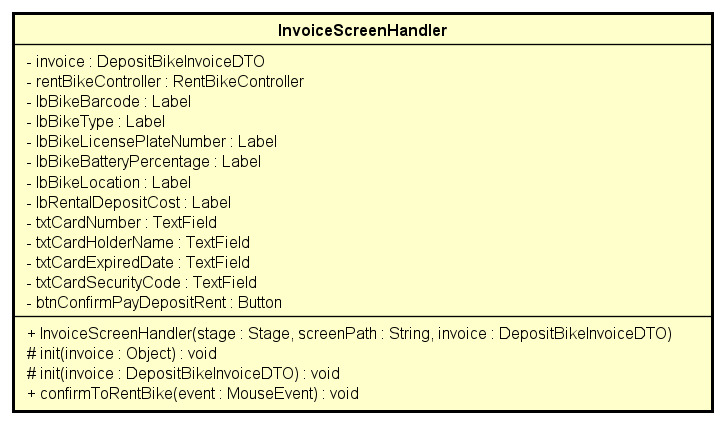 InvoiceScreenHandler
- invoice : DepositBikeInvoiceDTO
- rentBikeController : RentBikeController
- lbBikeBarcode : Label
- lbBikeType : Label
- lbBikeLicensePlateNumber : Label
- lbBikeBatteryPercentage : Label
- lbBikeLocation : Label
- lbRentalDepositCost : Label
- txtCardNumber : TextField
- txtCardHolderName : TextField
- txtCardExpiredDate : TextField
- txtCardSecurityCode : TextField
- btnConfirmPayDepositRent : Button
+ InvoiceScreenHandler(stage : Stage, screenPath : String, invoice : DepositBikeInvoiceDTO)
# init(invoice : Object) : void
# init(invoice : DepositBikeInvoiceDTO) : void
+ confirmToRentBike(event : MouseEvent) : void